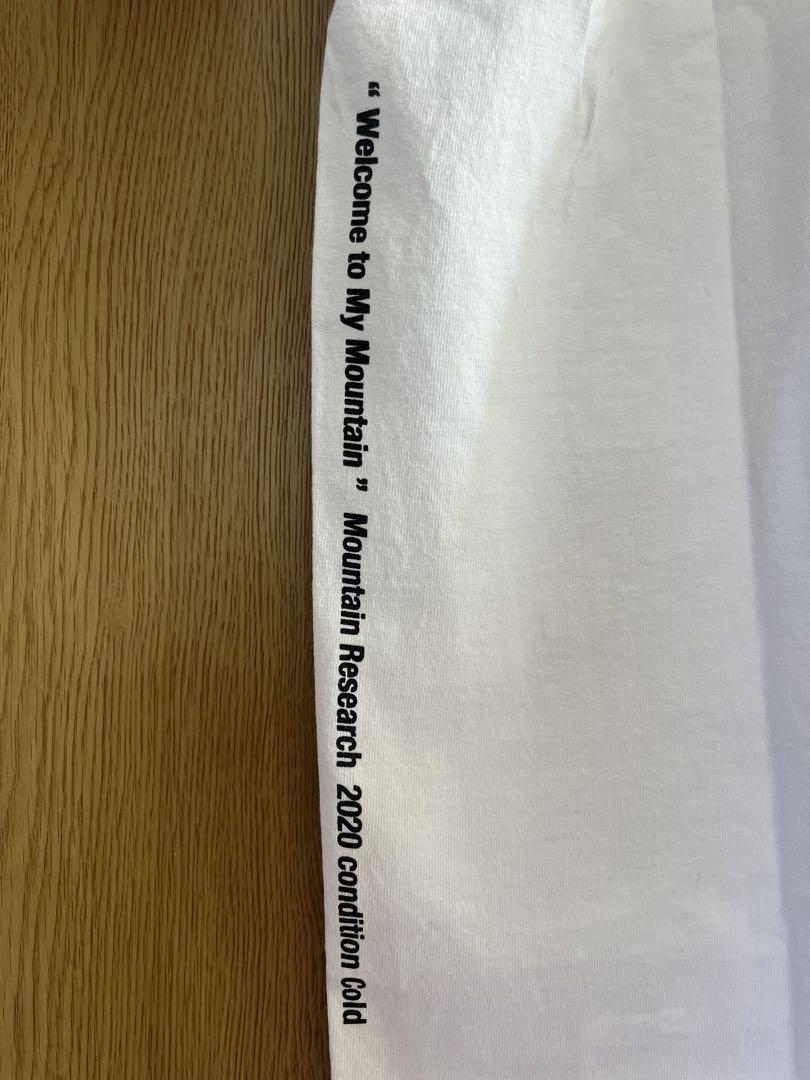 “ Welcome to My Mountain ” Mountain Research 2020 condition Cold